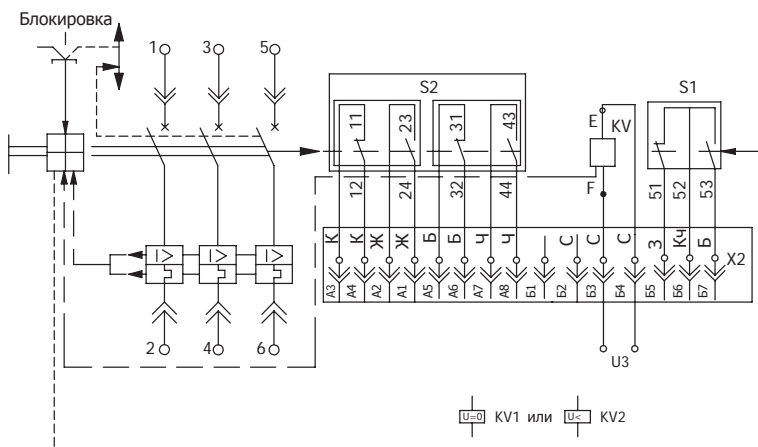 Блокировка
1 3 5
S2
S1
11 23 31 43
E KV
F
12 24 32 44
51 52 53
К К Ж Ж Б Б Ч Ч С С С З Кч Б
X2
А3 А4 А2 А1 А5 А6 А7 А8 Б1 Б2 Б3 Б4 Б5 Б6 Б7
I> I> I>
2 4 6
U3
U=0 KV1 или U< KV2